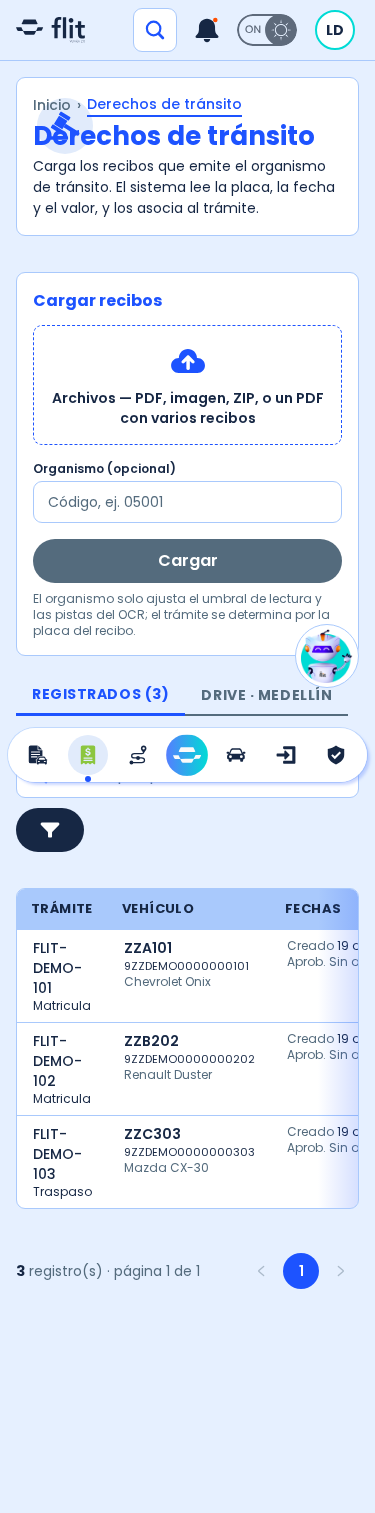 flit
ON
LD
Inicio › Derechos de tránsito
Derechos de tránsito
Carga los recibos que emite el organismo
de tránsito. El sistema lee la placa, la fecha
y el valor, y los asocia al trámite.
Cargar recibos
Archivos — PDF, imagen, ZIP, o un PDF
con varios recibos
Organismo (opcional)
Código, ej. 05001
Cargar
El organismo solo ajusta el umbral de lectura y
las pistas del OCR; el trámite se determina por la
placa del recibo.
REGISTRADOS (3) DRIVE · MEDELLÍN
TRÁMITE VEHÍCULO FECHAS
FLIT-
DEMO-
101
Matricula
ZZA101
9ZZDEMO0000000101
Chevrolet Onix
Creado 19
Aprob. Sin
FLIT-
DEMO-
102
Matricula
ZZB202
9ZZDEMO0000000202
Renault Duster
Creado 19
Aprob. Sin
FLIT-
DEMO-
103
Traspaso
ZZC303
9ZZDEMO0000000303
Mazda CX-30
Creado 19
Aprob. Sin
3 registro(s) · página 1 de 1
1